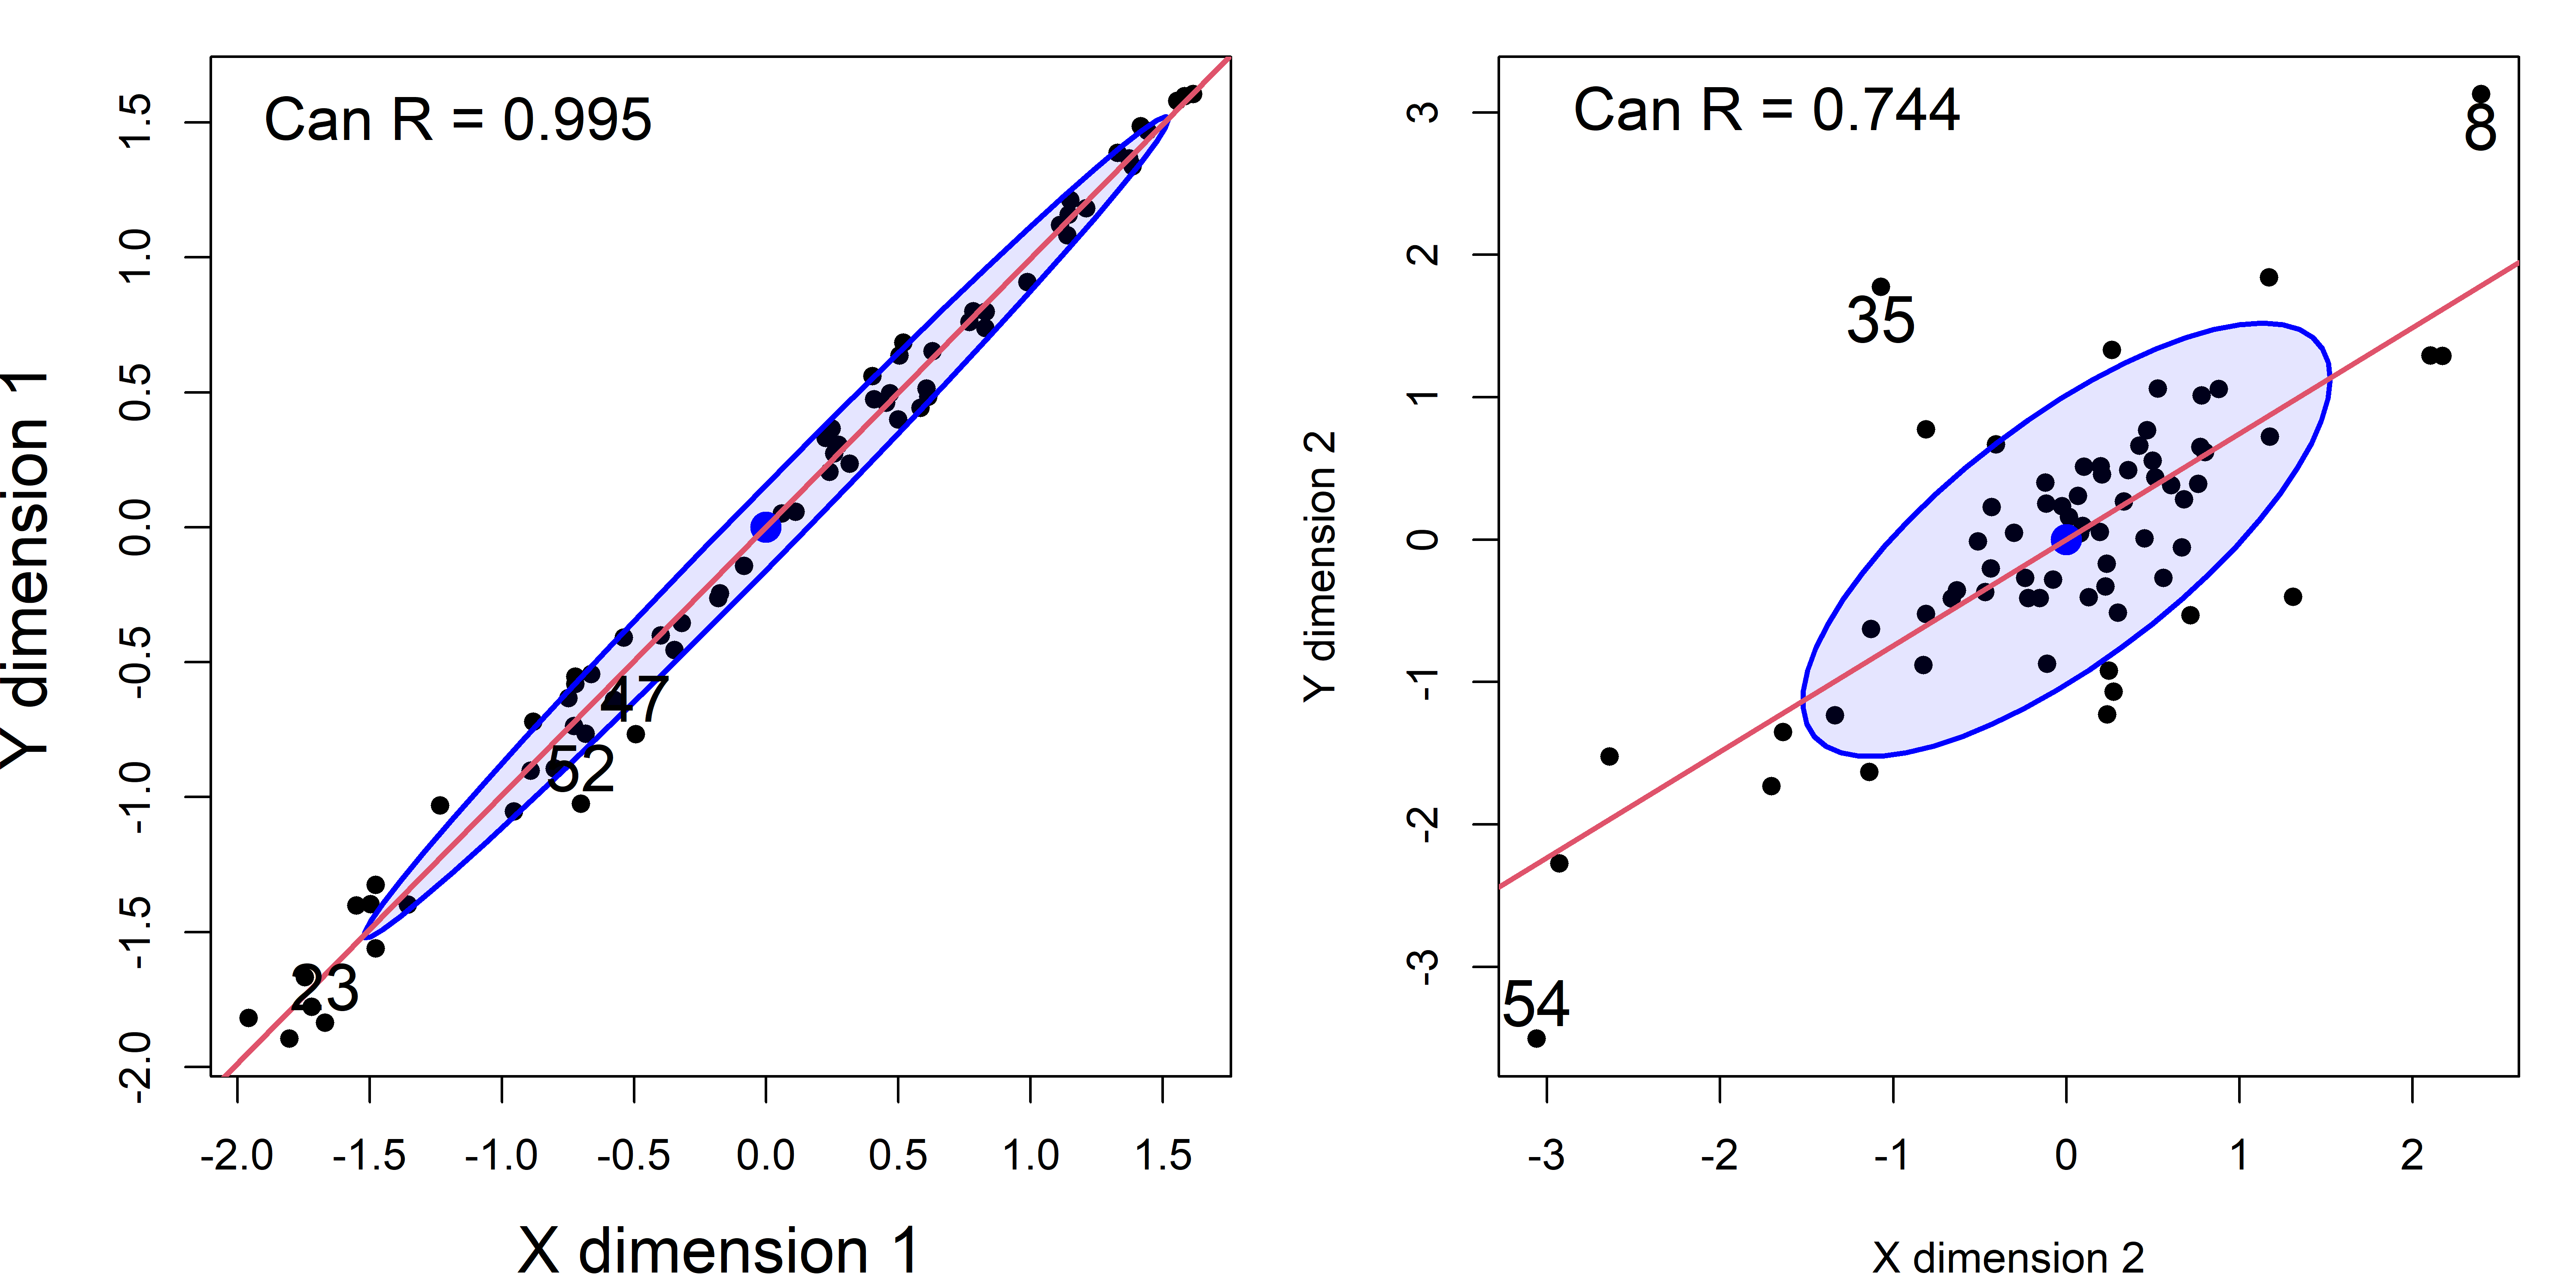 Can R = 0.995
Y dimension 1
1.5
1.0
0.5
0.0
-0.5
-1.0
-1.5
-2.0
47
52
23
-2.0 -1.5 -1.0 -0.5 0.0 0.5 1.0 1.5
X dimension 1
Can R = 0.744
Y dimension 2
3
2
1
0
-1
-2
-3
8
35
54
-3 -2 -1 0 1 2
X dimension 2